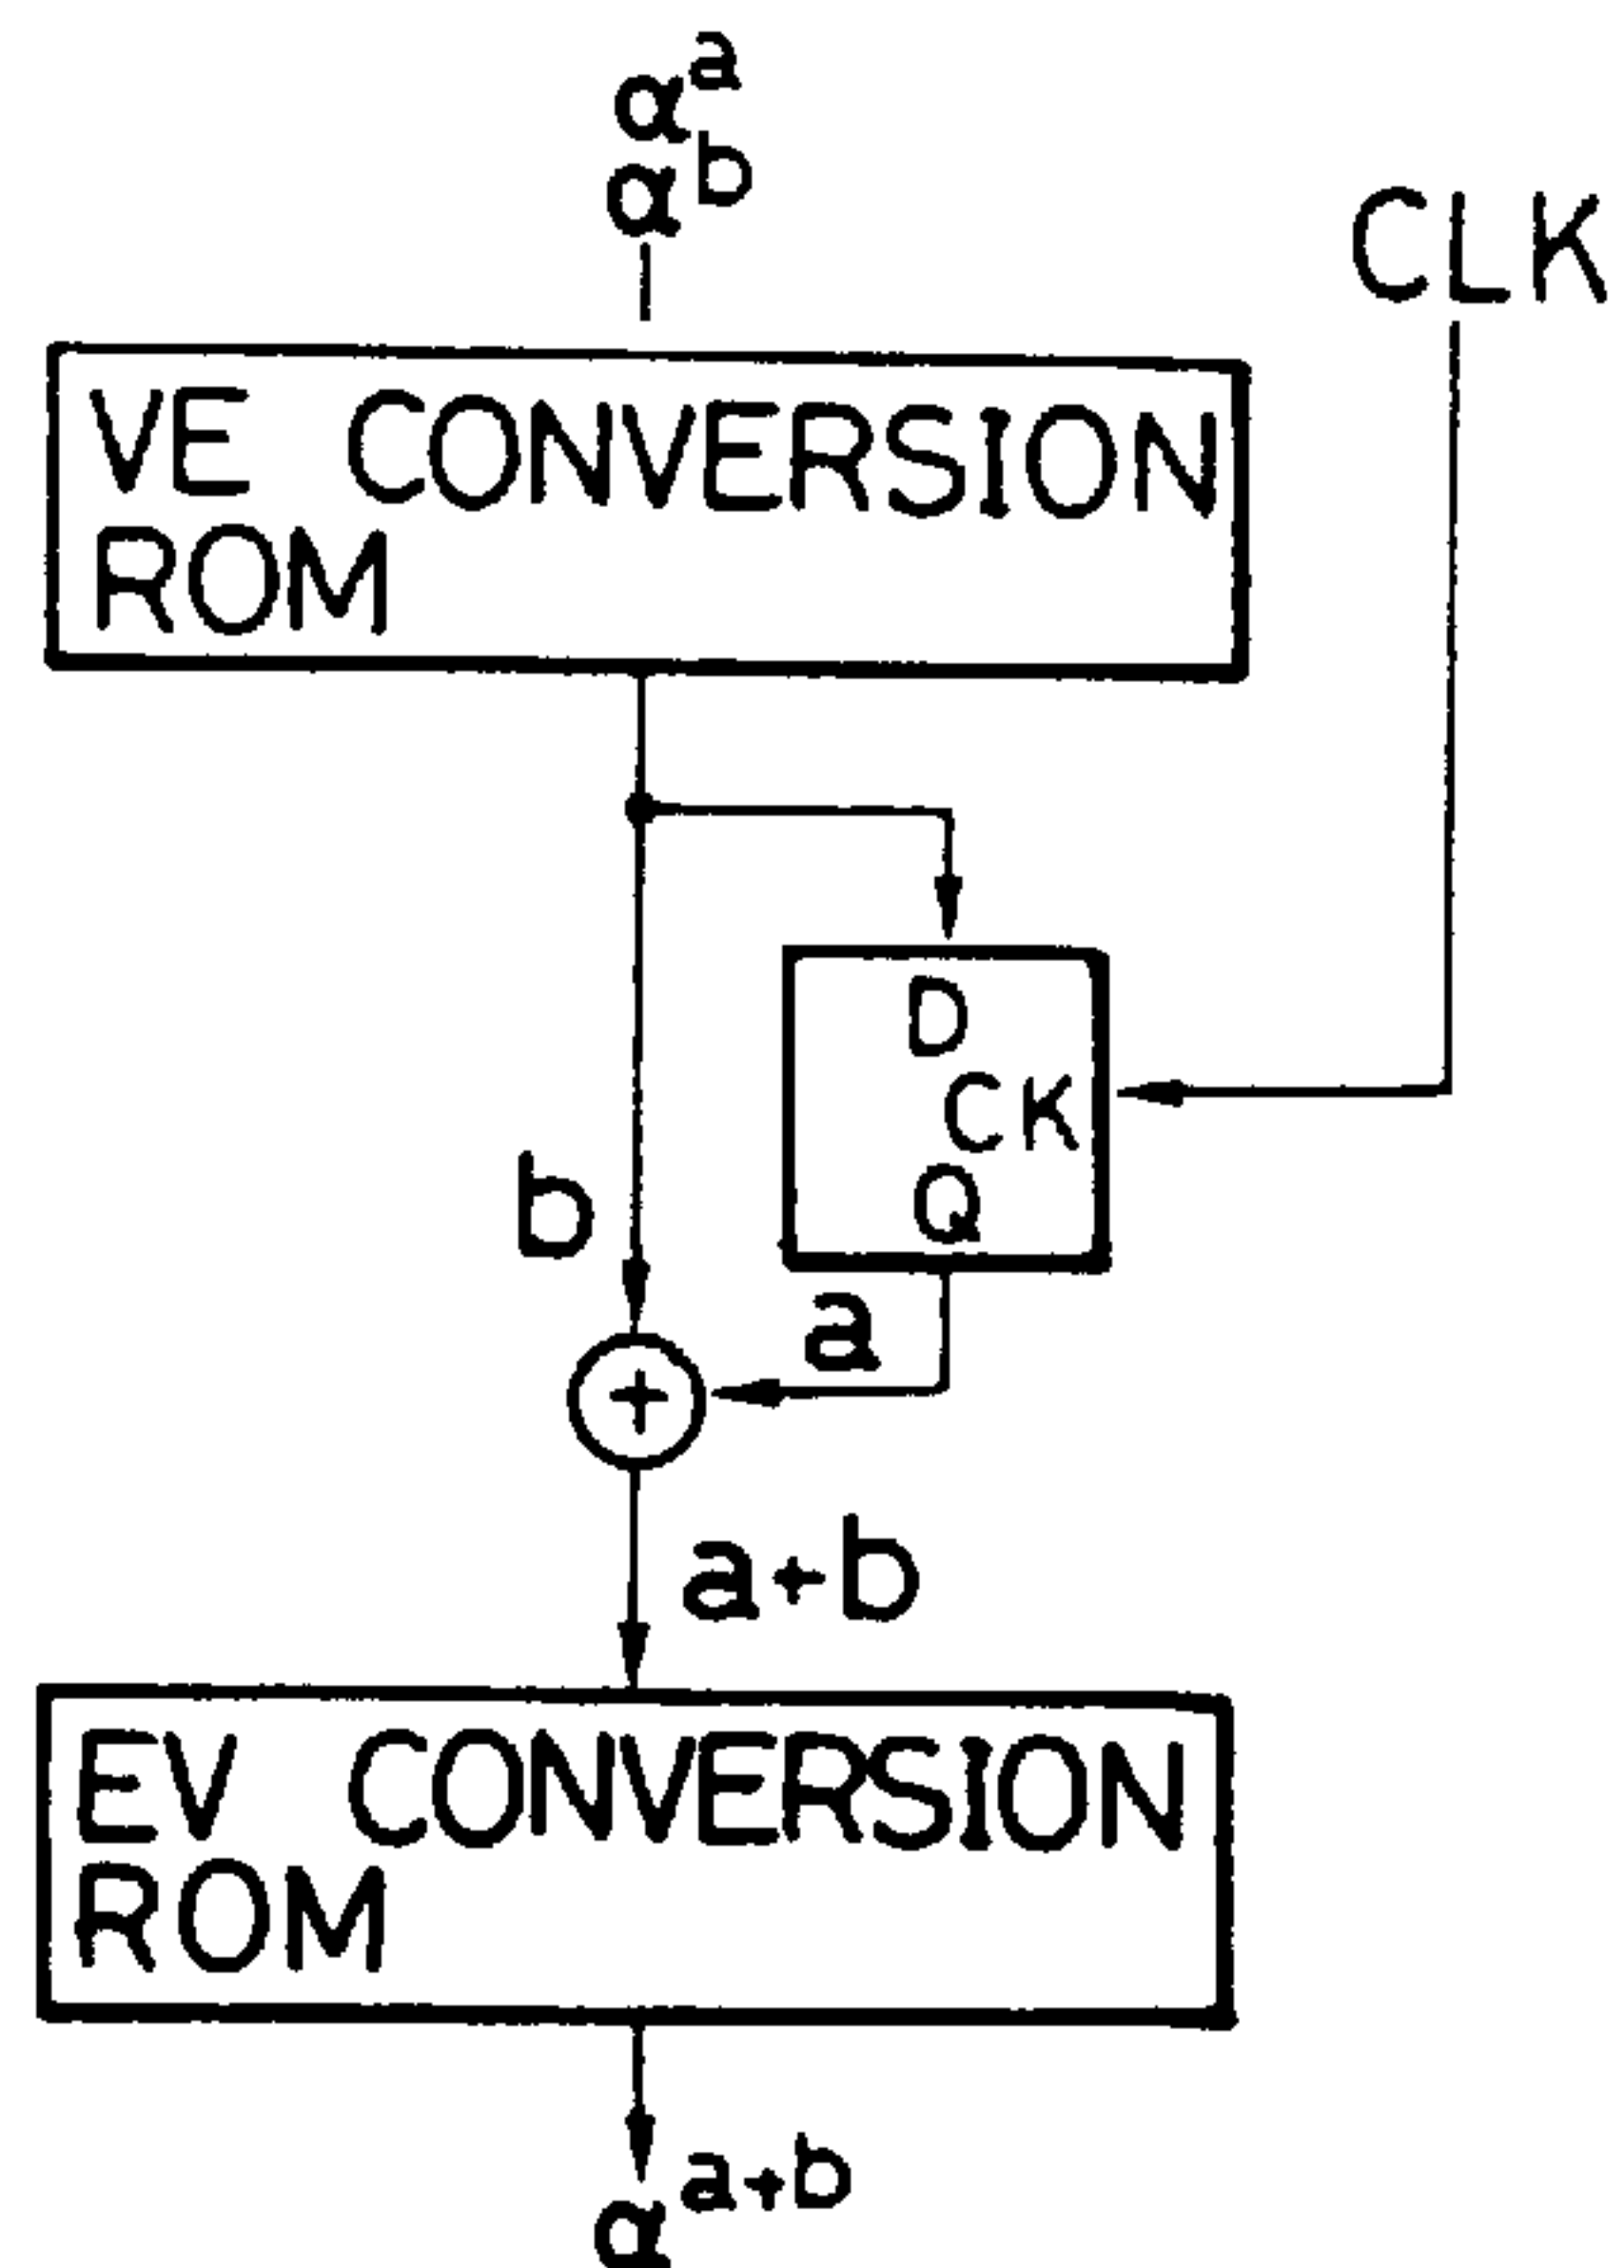 α^a
α^b
CLK
VE CONVERSION
ROM
D
CK
Q
b
a
+
a+b
EV CONVERSION
ROM
α^a+b